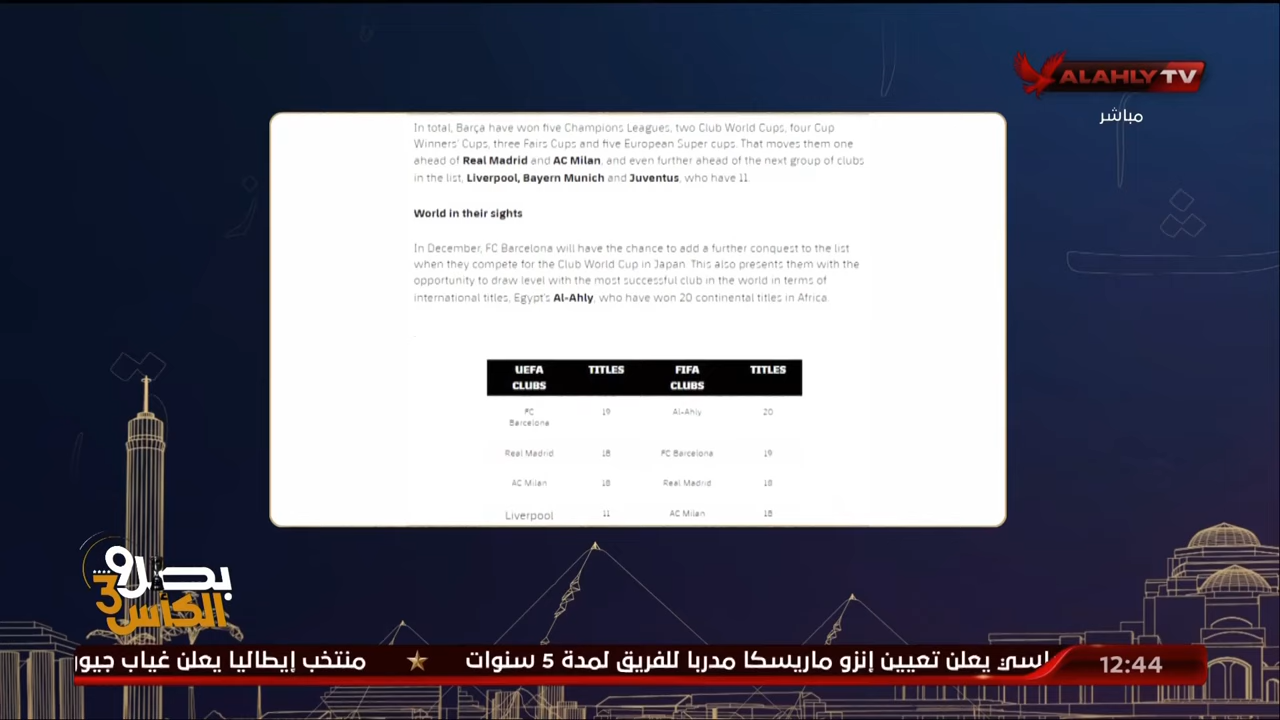 ALAHLY TV
مباشر
In total, Barça have won five Champions Leagues, two Club World Cups, four Cup
Winners' Cups, three Fairs Cups and five European Super cups. That moves them one
ahead of Real Madrid and AC Milan, and even further ahead of the next group of clubs
in the list, Liverpool, Bayern Munich and Juventus, who have 11.
World in their sights
In December, FC Barcelona will have the chance to add a further conquest to the list
when they compete for the Club World Cup in Japan. This also presents them with the
opportunity to draw level with the most successful club in the world in terms of
international titles, Egypt's Al-Ahly, who have won 20 continental titles in Africa.
UEFA CLUBS TITLES FIFA CLUBS TITLES
FC Barcelona 19 Al-Ahly 20
Real Madrid 18 FC Barcelona 19
AC Milan 18 Real Madrid 18
Liverpool 11 AC Milan 18
3
الكأس
يعلن تعيين إنزو ماريسكا مدربا للفريق لمدة 5 سنوات
منتخب إيطاليا يعلن غياب
12:44